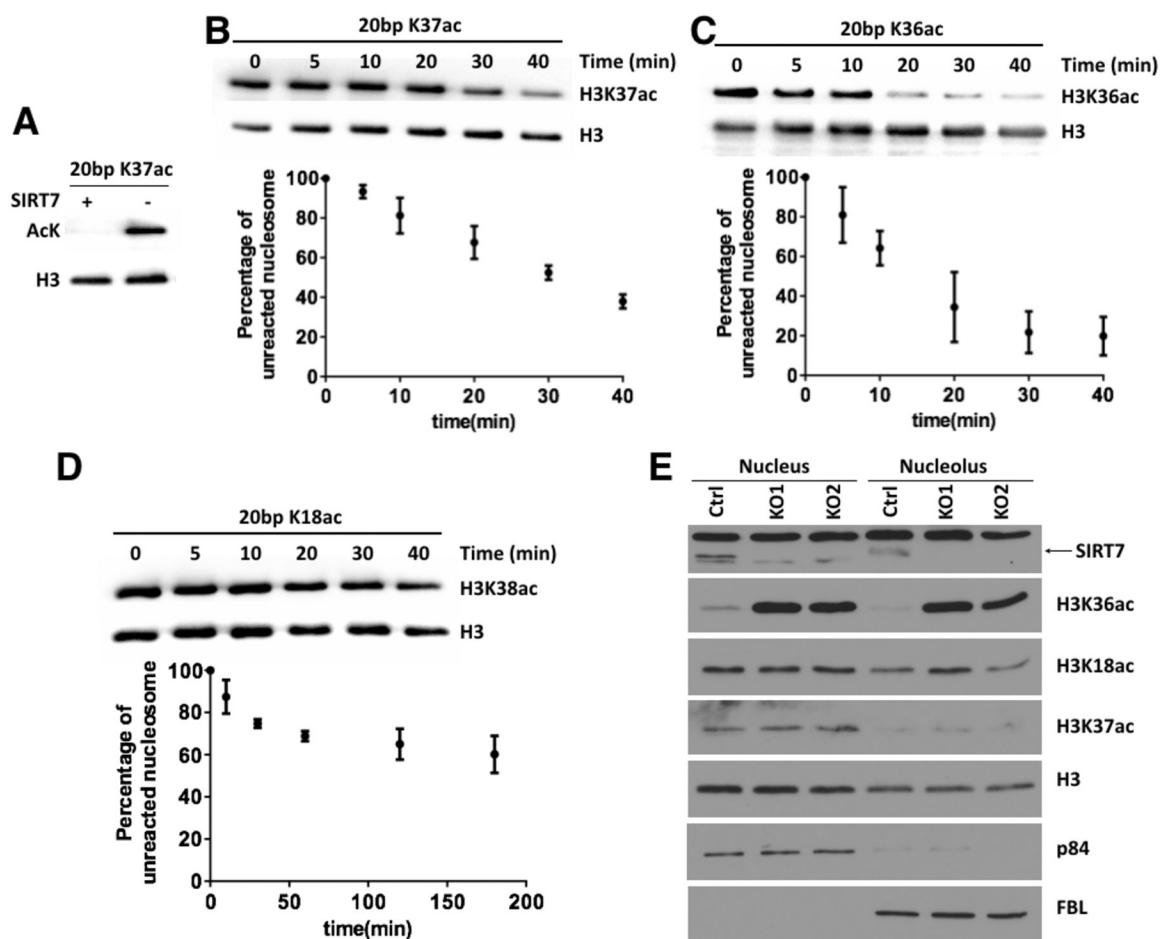 A
20bp K37ac
SIRT7 + -
AcK
H3
B
20bp K37ac
0 5 10 20 30 40 Time (min)
H3K37ac
H3
Percentage of
unreacted nucleosome
100
80
60
40
20
0
0 10 20 30 40
time(min)
C
20bp K36ac
0 5 10 20 30 40 Time (min)
H3K36ac
H3
Percentage of
unreacted nucleosome
100
80
60
40
20
0
0 10 20 30 40
time(min)
D
20bp K18ac
0 5 10 20 30 40 Time (min)
H3K38ac
H3
Percentage of
unreacted nucleosome
100
80
60
40
20
0
0 50 100 150 200
time(min)
E
Nucleus Nucleolus
Ctrl KO1 KO2 Ctrl KO1 KO2
SIRT7
H3K36ac
H3K18ac
H3K37ac
H3
p84
FBL